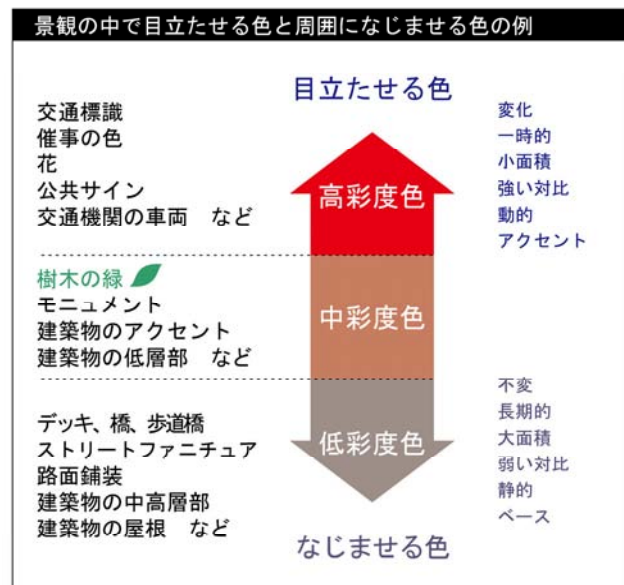 景観の中で目立たせる色と周囲になじませる色の例
目立たせる色
交通標識
催事の色
花
公共サイン
交通機関の車両　など
高彩度色
変化
一時的
小面積
強い対比
動的
アクセント
樹木の緑
モニュメント
建築物のアクセント
建築物の低層部　など
中彩度色
デッキ、橋、歩道橋
ストリートファニチュア
路面舗装
建築物の中高層部
建築物の屋根　など
低彩度色
不変
長期的
大面積
弱い対比
静的
ベース
なじませる色